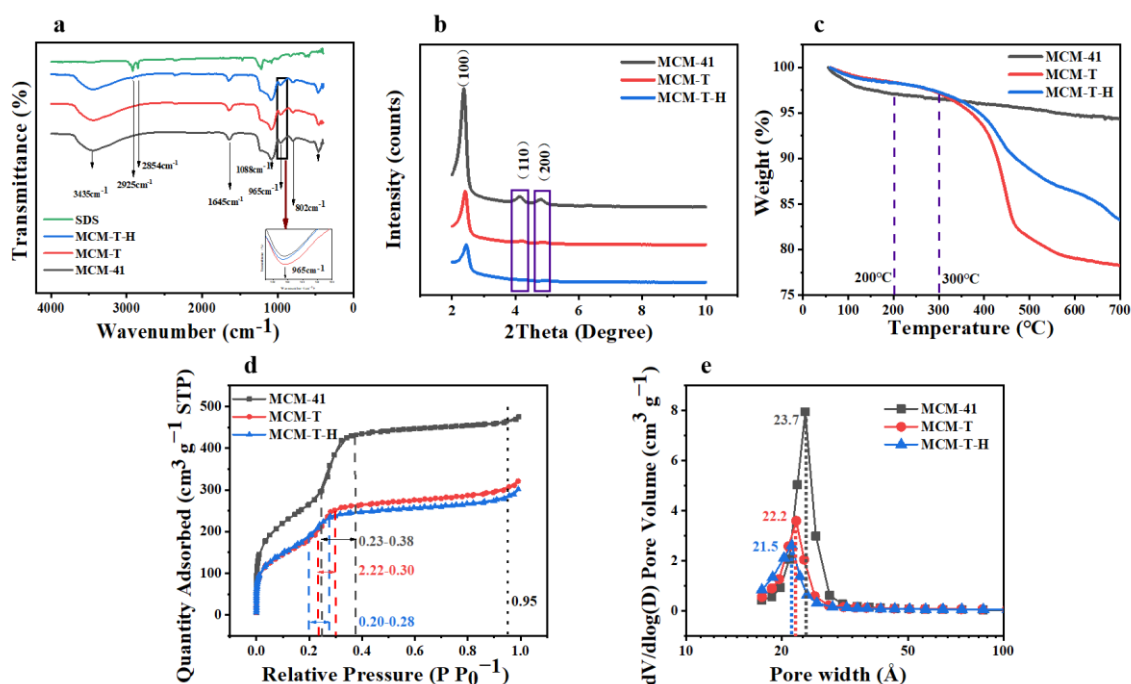 a
Transmittance (%)
3435cm-1
2925cm-1
2854cm-1
1645cm-1
1088cm-1
965cm-1
802cm-1
965cm-1
SDS
MCM-T-H
MCM-T
MCM-41
4000 3000 2000 1000 0
Wavenumber (cm-1)
b
Intensity (counts)
(100)
(110)
(200)
MCM-41
MCM-T
MCM-T-H
2 4 6 8 10
2Theta (Degree)
c
Weight (%)
100
95
90
85
80
75
MCM-41
MCM-T
MCM-T-H
200℃
300℃
0 100 200 300 400 500 600 700
Temperature (℃)
d
Quantity Adsorbed (cm3 g−1 STP)
500
400
300
200
100
0
MCM-41
MCM-T
MCM-T-H
0.23-0.38
2.22-0.30
0.20-0.28
0.95
0.0 0.2 0.4 0.6 0.8 1.0
Relative Pressure (P P0−1)
e
dV/dlog(D) Pore Volume (cm3 g−1)
8
6
4
2
0
23.7
22.2
21.5
MCM-41
MCM-T
MCM-T-H
10 20 50 100
Pore width (Å)